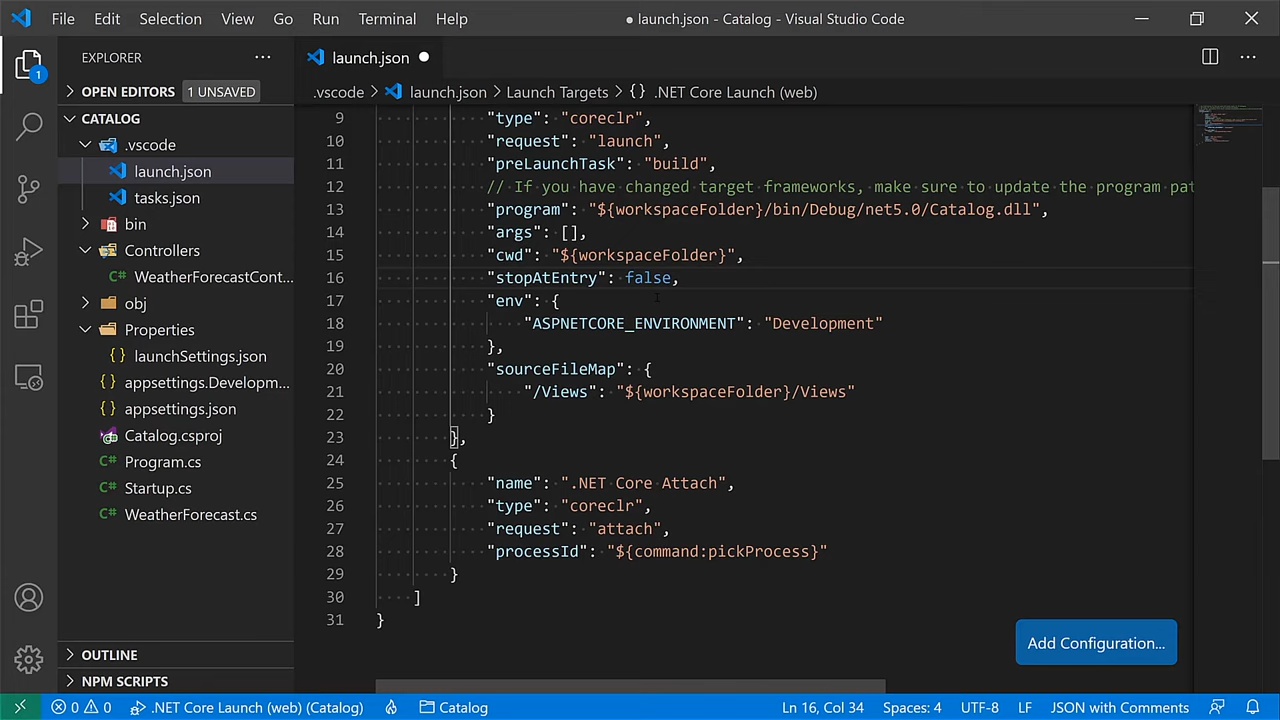 File Edit Selection View Go Run Terminal Help
● launch.json - Catalog - Visual Studio Code
EXPLORER
launch.json
OPEN EDITORS 1 UNSAVED
.vscode > launch.json > Launch Targets > {} .NET Core Launch (web)
CATALOG
.vscode
launch.json
tasks.json
bin
Controllers
C# WeatherForecastCont...
obj
Properties
{} launchSettings.json
{} appsettings.Developm...
{} appsettings.json
Catalog.csproj
C# Program.cs
C# Startup.cs
C# WeatherForecast.cs
OUTLINE
NPM SCRIPTS
1
9 "type": "coreclr",
10 "request": "launch",
11 "preLaunchTask": "build",
12 // If you have changed target frameworks, make sure to update the program pat
13 "program": "${workspaceFolder}/bin/Debug/net5.0/Catalog.dll",
14 "args": [],
15 "cwd": "${workspaceFolder}",
16 "stopAtEntry": false,
17 "env": {
18 "ASPNETCORE_ENVIRONMENT": "Development"
19 },
20 "sourceFileMap": {
21 "/Views": "${workspaceFolder}/Views"
22 }
23 },
24 {
25 "name": ".NET Core Attach",
26 "type": "coreclr",
27 "request": "attach",
28 "processId": "${command:pickProcess}"
29 }
30 ]
31 }
Add Configuration...
0 0 .NET Core Launch (web) (Catalog) Catalog Ln 16, Col 34 Spaces: 4 UTF-8 LF JSON with Comments